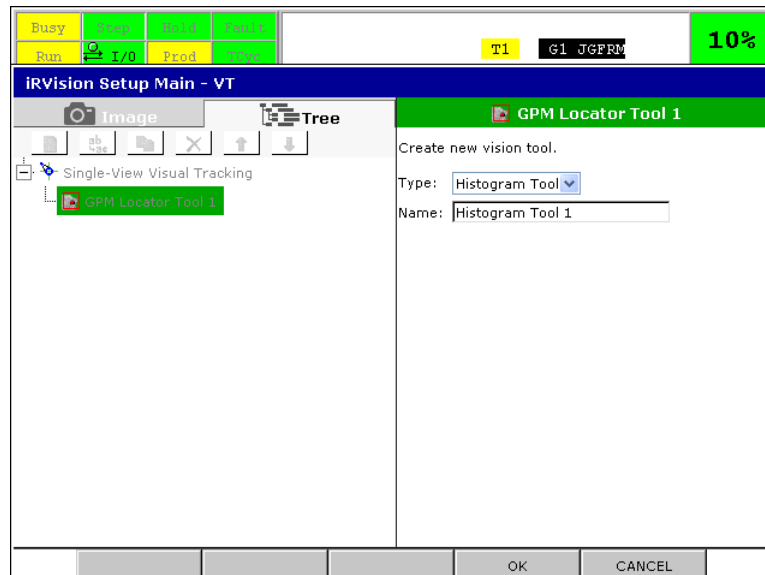 Busy Step Hold Fault
Run I/O Prod TCyc
T1 G1 JGFRM
10%
iRVision Setup Main - VT
Image Tree
GPM Locator Tool 1
ab
Create new vision tool.
Single-View Visual Tracking
Type: Histogram Tool
GPM Locator Tool 1
Name: Histogram Tool 1
OK CANCEL